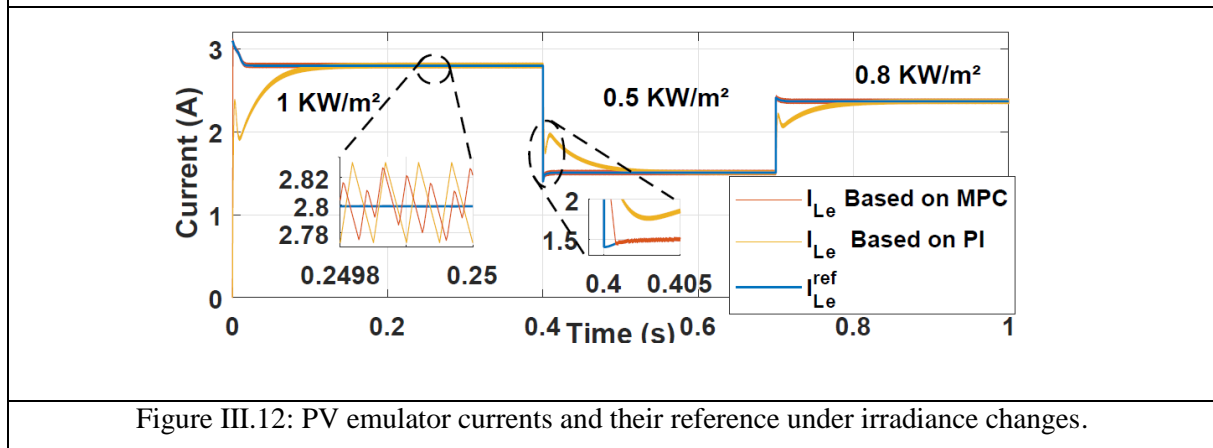 Current (A)
3
2
1
0
1 KW/m²
0.5 KW/m²
0.8 KW/m²
2.82
2.8
2.78
0.2498 0.25
2
1.5
0.4 0.405
I_Le Based on MPC
I_Le Based on PI
I_Le^ref
0 0.2 0.4 0.6 0.8 1
Time (s)
Figure III.12: PV emulator currents and their reference under irradiance changes.